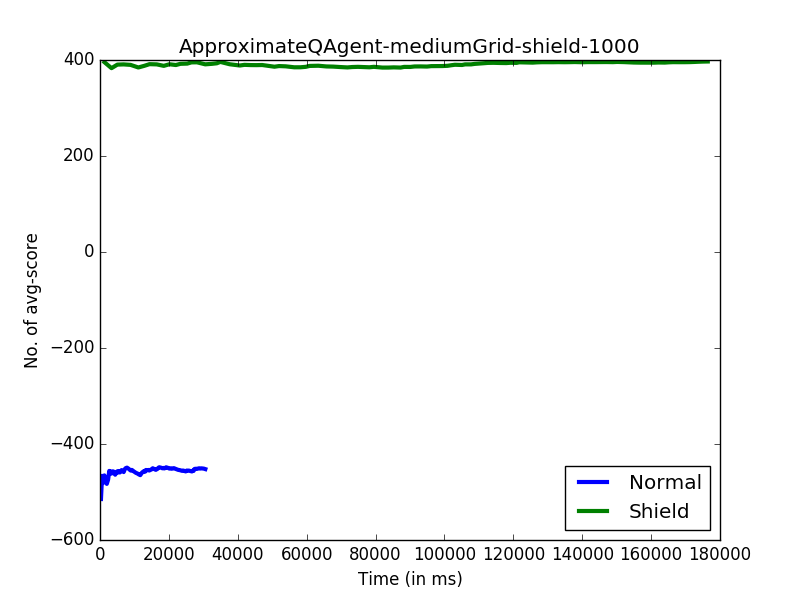 ApproximateQAgent-mediumGrid-shield-1000
400
200
0
−200
−400
−600
No. of avg-score
Normal
Shield
0 20000 40000 60000 80000 100000 120000 140000 160000 180000
Time (in ms)